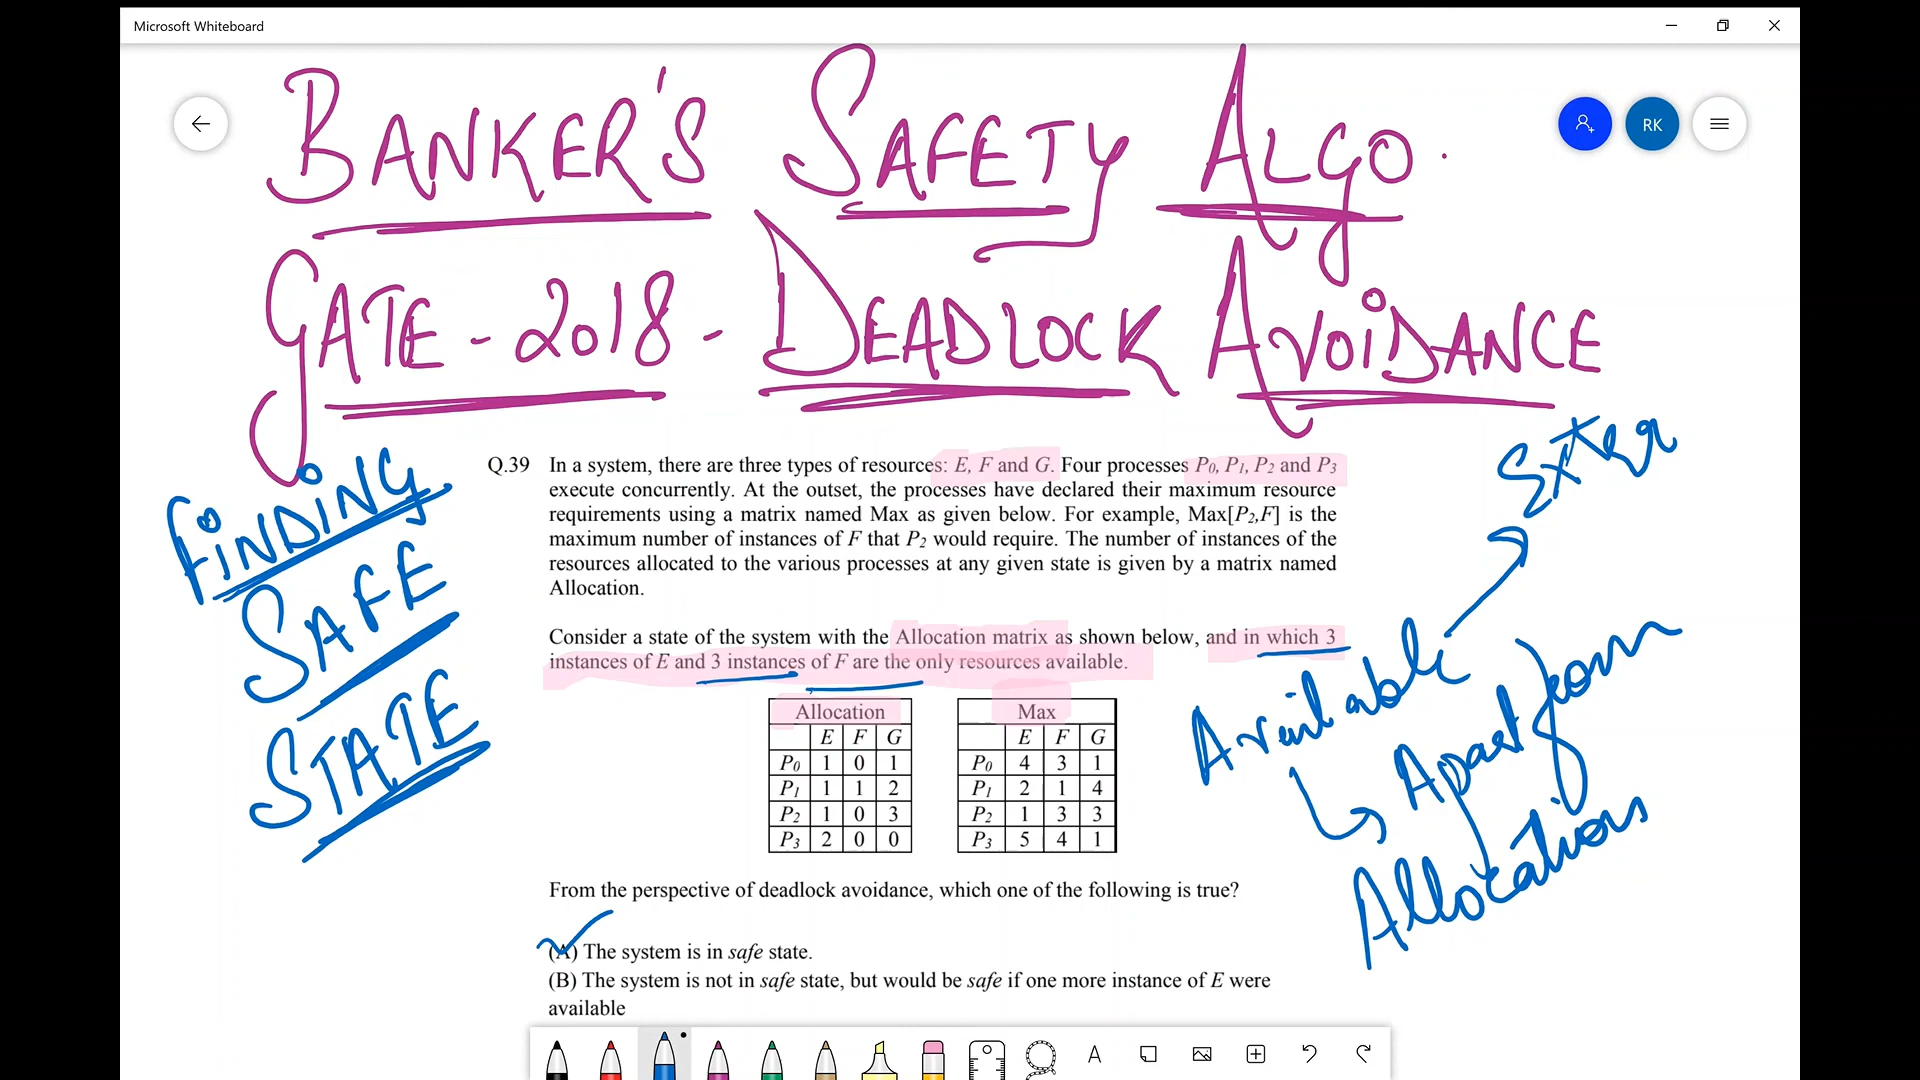 Microsoft Whiteboard
BANKER'S SAFETY ALGO.
RK
GATE-2018-DEADLOCK AVOIDANCE
FINDING
SAFE
STATE
Q.39 In a system, there are three types of resources: E, F and G. Four processes P0, P1, P2 and P3
execute concurrently. At the outset, the processes have declared their maximum resource
requirements using a matrix named Max as given below. For example, Max[P2,F] is the
maximum number of instances of F that P2 would require. The number of instances of the
resources allocated to the various processes at any given state is given by a matrix named
Allocation.
Consider a state of the system with the Allocation matrix as shown below, and in which 3
instances of E and 3 instances of F are the only resources available.
Allocation
E F G
P0 1 0 1
P1 1 1 2
P2 1 0 3
P3 2 0 0
Max
E F G
P0 4 3 1
P1 2 1 4
P2 1 3 3
P3 5 4 1
Available
Apart from
Allocations
From the perspective of deadlock avoidance, which one of the following is true?
(A) The system is in safe state.
(B) The system is not in safe state, but would be safe if one more instance of E were
available
A